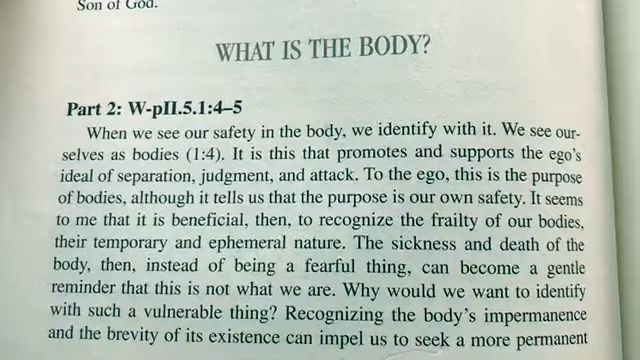 Son of God.
WHAT IS THE BODY?
Part 2: W-pII.5.1:4–5
When we see our safety in the body, we identify with it. We see our-
selves as bodies (1:4). It is this that promotes and supports the ego's
ideal of separation, judgment, and attack. To the ego, this is the purpose
of bodies, although it tells us that the purpose is our own safety. It seems
to me that it is beneficial, then, to recognize the frailty of our bodies,
their temporary and ephemeral nature. The sickness and death of the
body, then, instead of being a fearful thing, can become a gentle
reminder that this is not what we are. Why would we want to identify
with such a vulnerable thing? Recognizing the body's impermanence
and the brevity of its existence can impel us to seek a more permanent